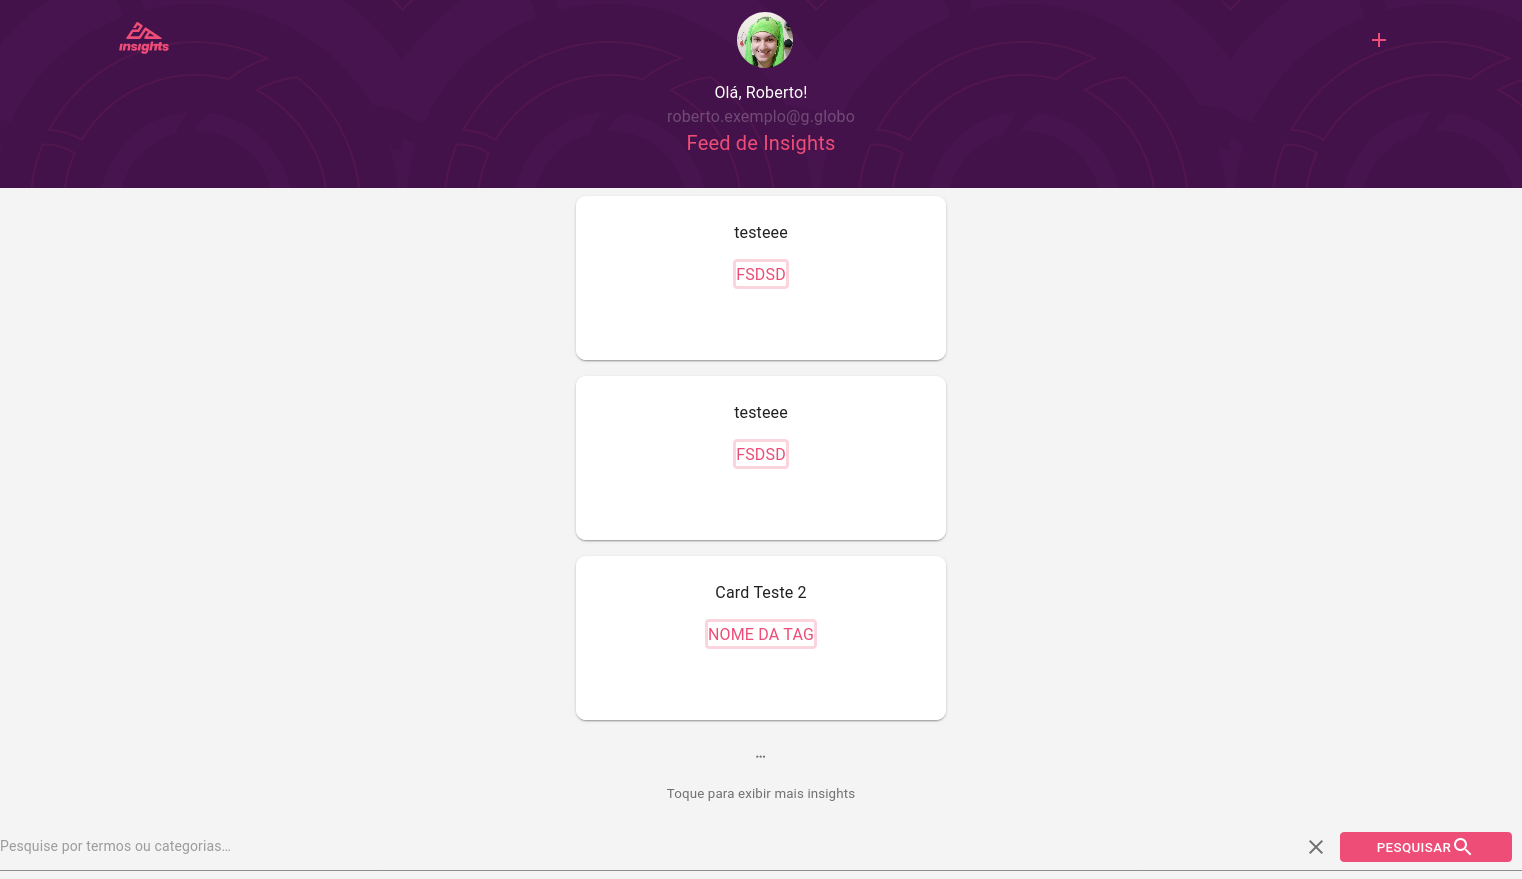 insights
Olá, Roberto!
roberto.exemplo@g.globo
Feed de Insights
testeee
FSDSD
testeee
FSDSD
Card Teste 2
NOME DA TAG
...
Toque para exibir mais insights
Pesquise por termos ou categorias...
PESQUISAR